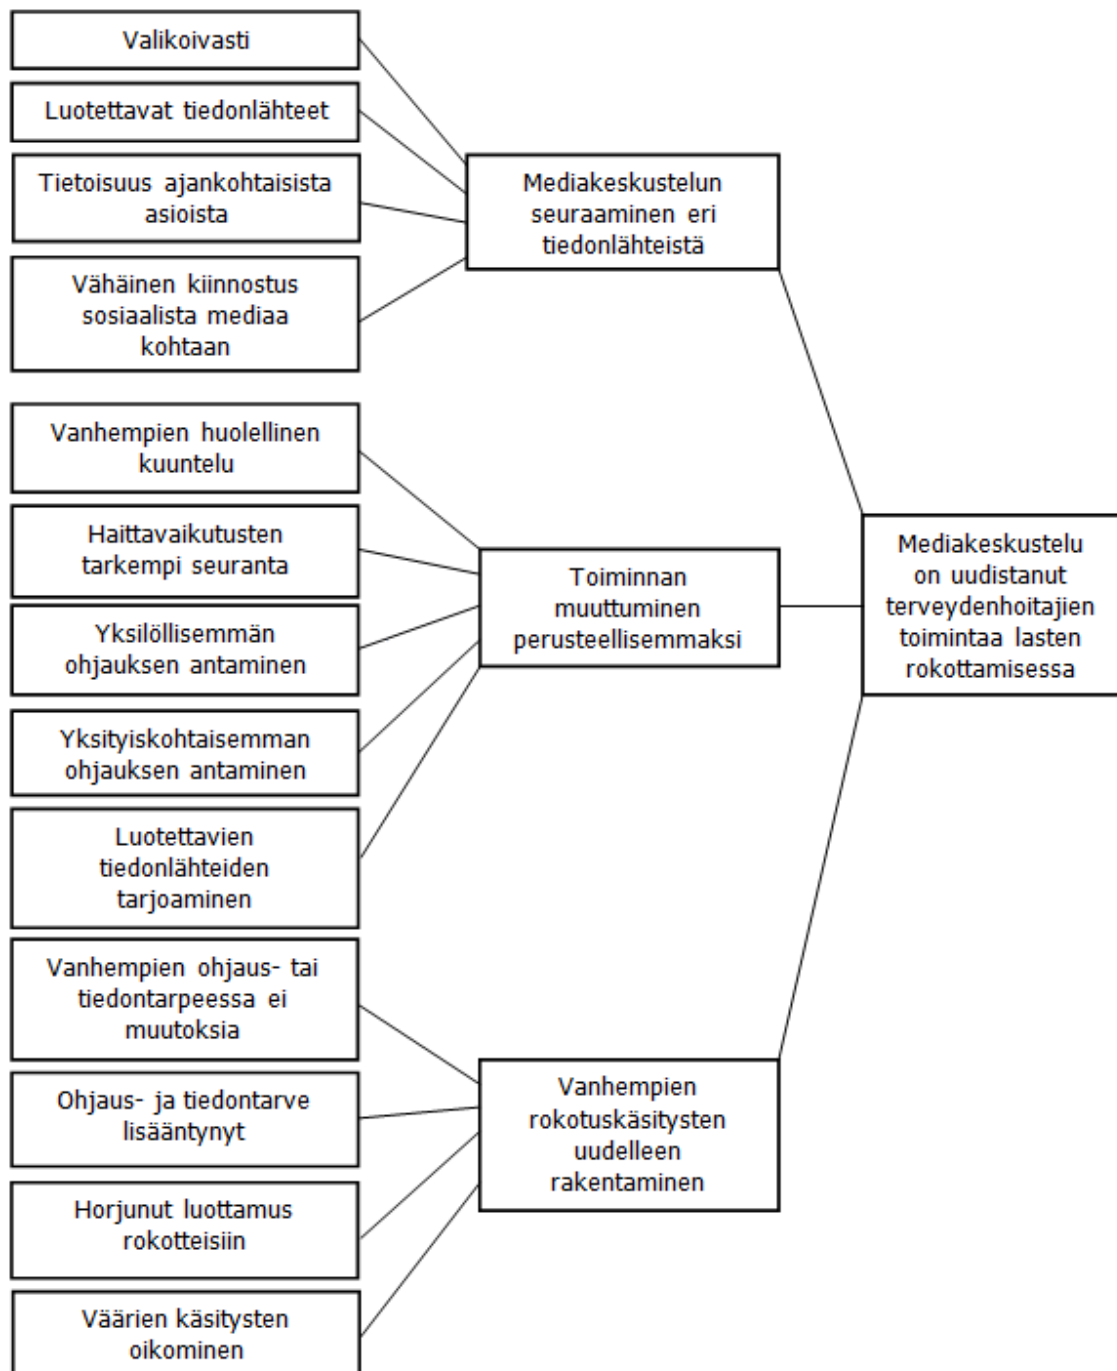 Valikoivasti
Luotettavat tiedonlähteet
Tietoisuus ajankohtaisista
asioista
Vähäinen kiinnostus
sosiaalista mediaa
kohtaan
Mediakeskustelun
seuraaminen eri
tiedonlähteistä
Vanhempien huolellinen
kuuntelu
Haittavaikutusten
tarkempi seuranta
Yksilöllisemmän
ohjauksen antaminen
Yksityiskohtaisemman
ohjauksen antaminen
Luotettavien
tiedonlähteiden
tarjoaminen
Toiminnan
muuttuminen
perusteellisemmaksi
Vanhempien ohjaus- tai
tiedontarpeessa ei
muutoksia
Ohjaus- ja tiedontarve
lisääntynyt
Horjunut luottamus
rokotteisiin
Väärien käsitysten
oikominen
Vanhempien
rokotuskäsitysten
uudelleen
rakentaminen
Mediakeskustelu
on uudistanut
terveydenhoitajien
toimintaa lasten
rokottamisessa